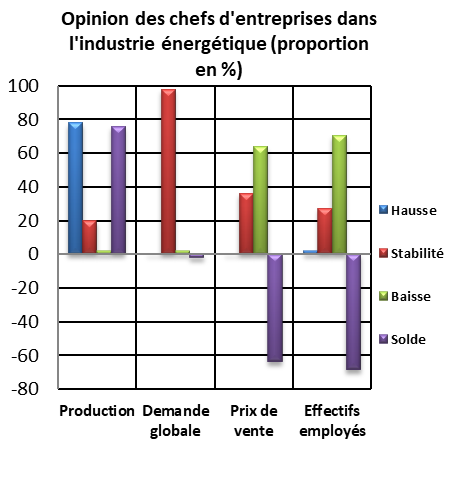 Opinion des chefs d'entreprises dans
l'industrie énergétique (proportion
en %)
100
80
60
40
20
0
-20
-40
-60
-80
Hausse
Stabilité
Baisse
Solde
Production
Demande
globale
Prix de
vente
Effectifs
employés